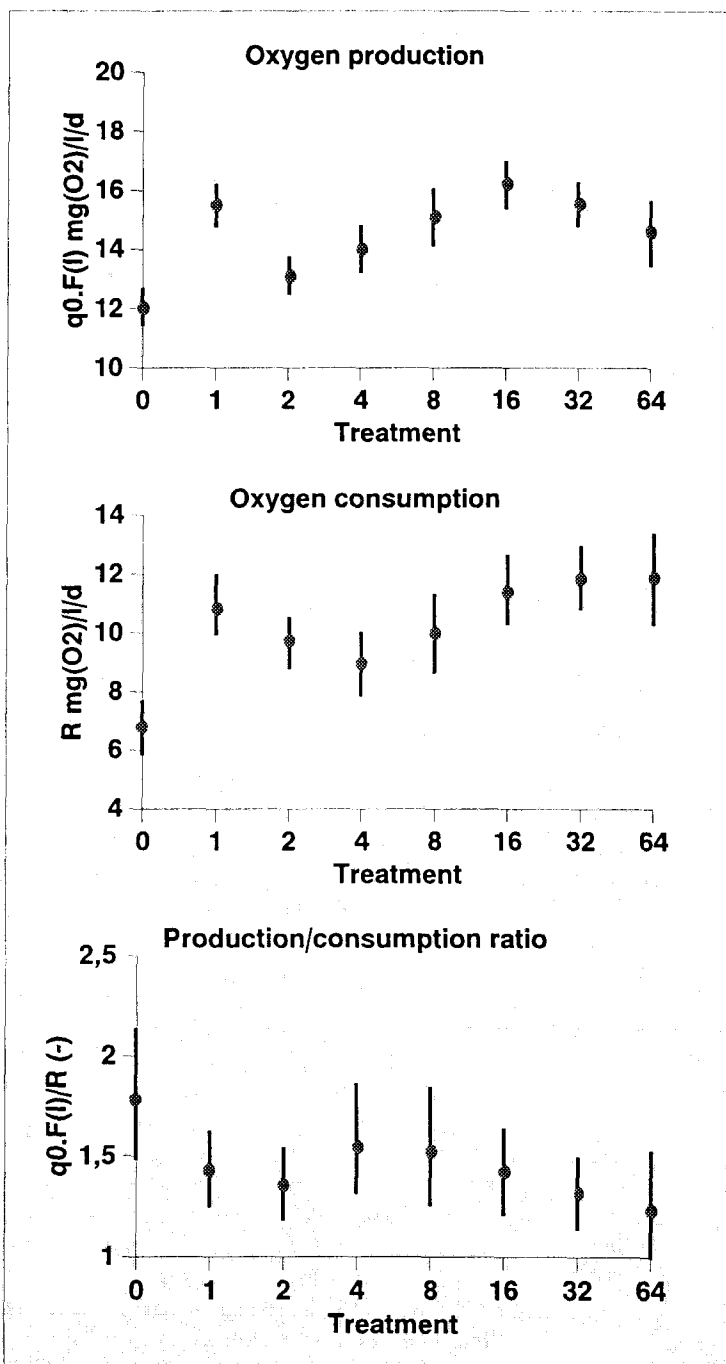 Oxygen production
20
18
16
14
12
10
q0.F(I) mg(O2)/l/d
0 1 2 4 8 16 32 64
Treatment
Oxygen consumption
14
12
10
8
6
4
R mg(O2)/l/d
0 1 2 4 8 16 32 64
Treatment
Production/consumption ratio
2,5
2
1,5
1
q0.F(I)/R (-)
0 1 2 4 8 16 32 64
Treatment